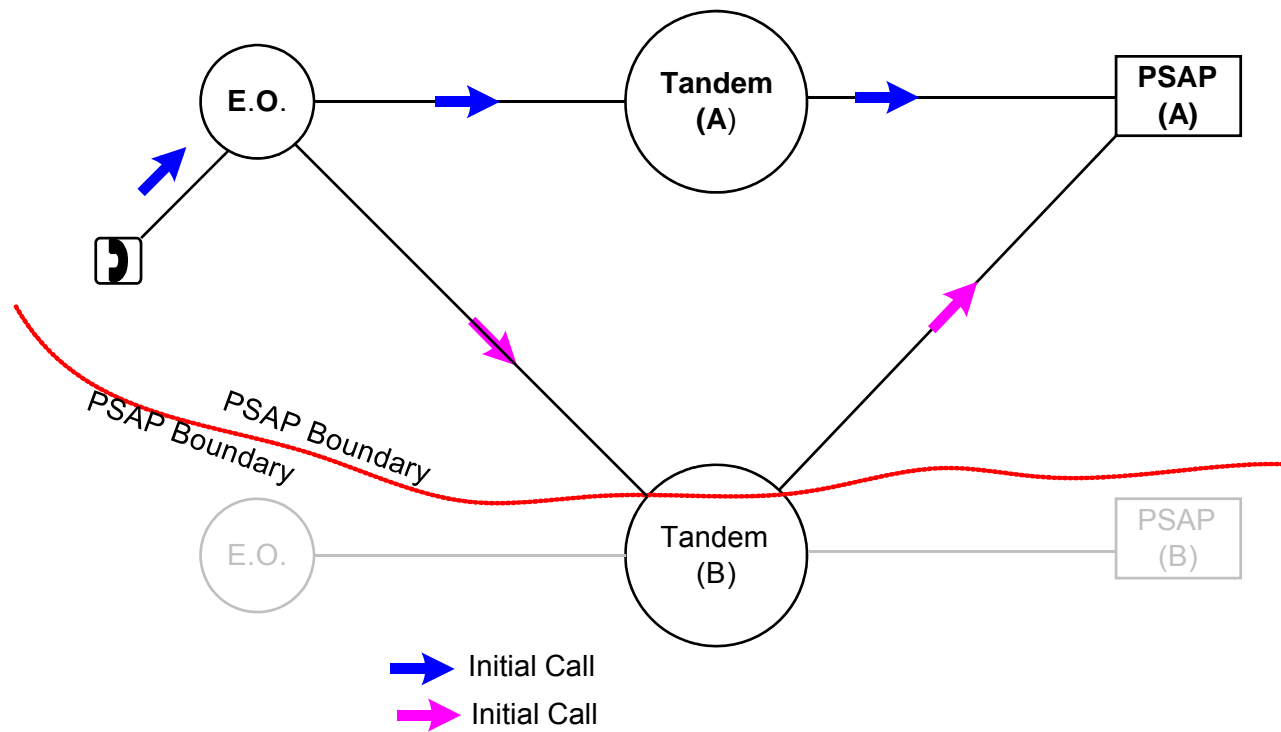 E.O.
Tandem
(A)
PSAP
(A)
PSAP Boundary
PSAP Boundary
E.O.
Tandem
(B)
PSAP
(B)
Initial Call
Initial Call